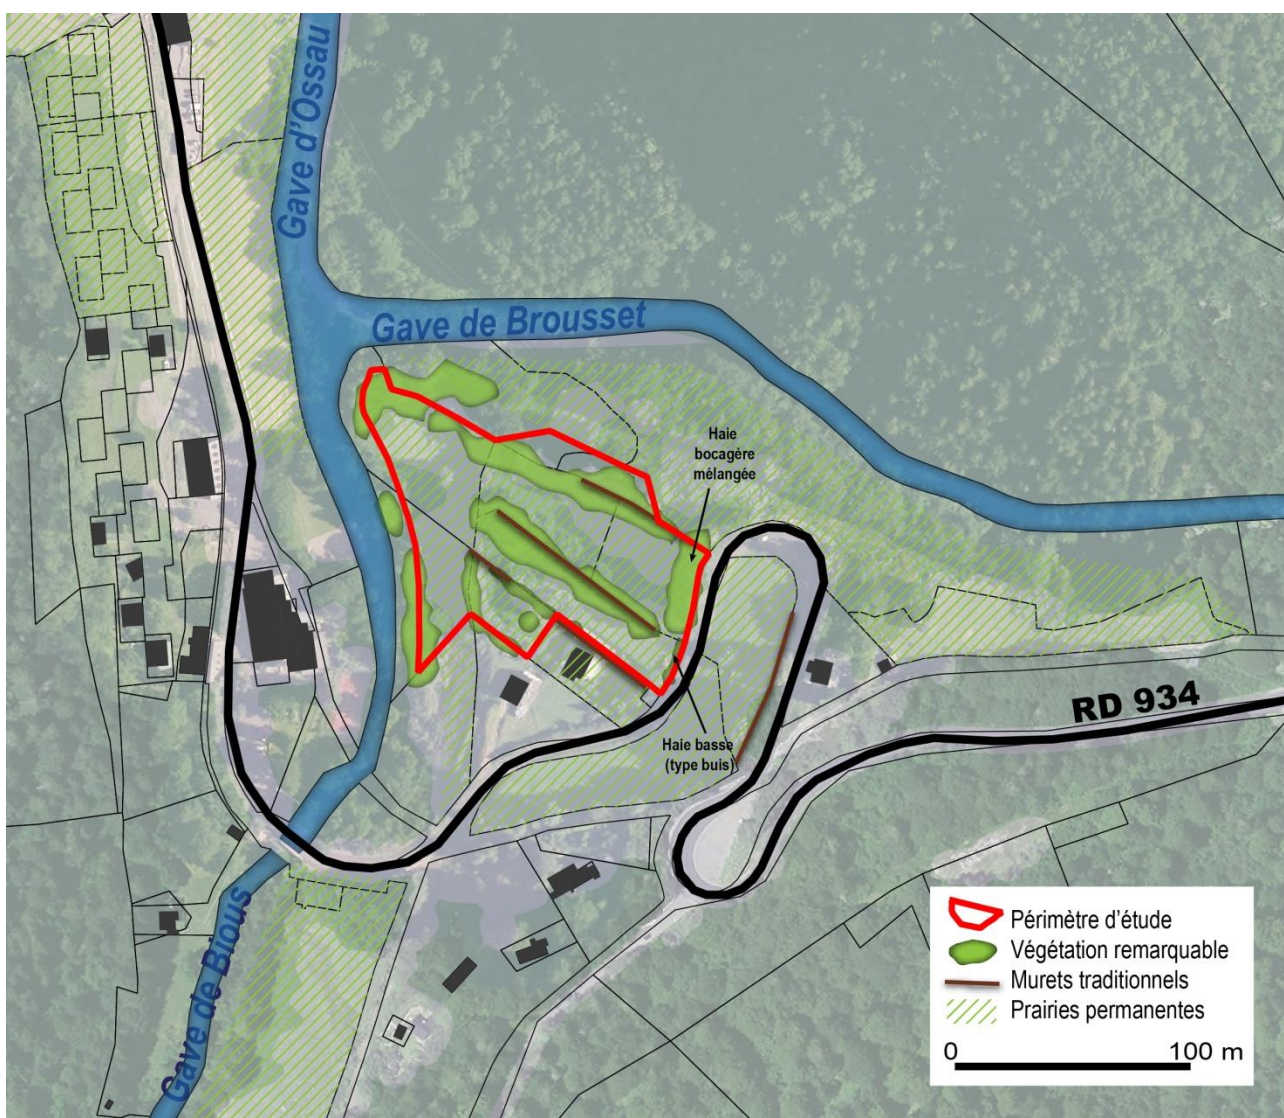 Gave d'Ossau
Gave de Brousset
Haie
bocagère
mélangée
RD 934
Haie basse
(type buis)
Gave de Bious
Périmètre d'étude
Végétation remarquable
Murets traditionnels
Prairies permanentes
0 100 m